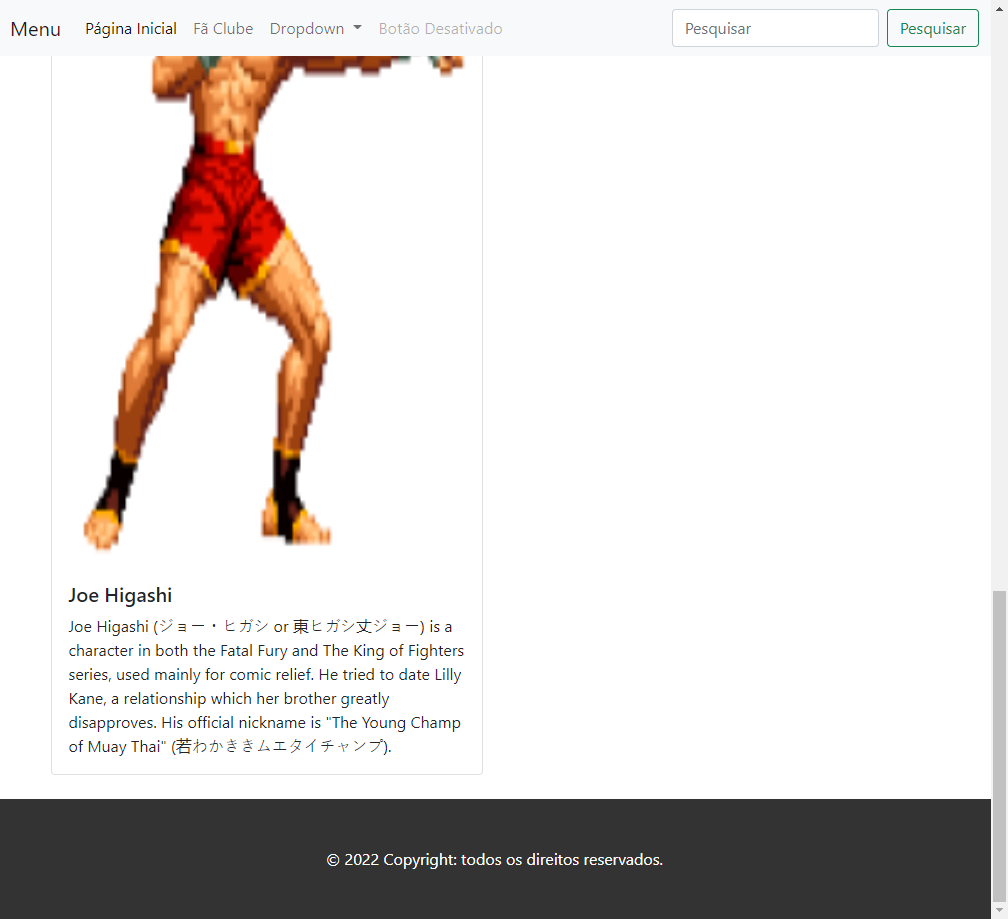 Menu Página Inicial Fã Clube Dropdown Botão Desativado Pesquisar Pesquisar
Joe Higashi
Joe Higashi (ジョー・ヒガシ or 東ヒガシ丈ジョー) is a
character in both the Fatal Fury and The King of Fighters
series, used mainly for comic relief. He tried to date Lilly
Kane, a relationship which her brother greatly
disapproves. His official nickname is "The Young Champ
of Muay Thai" (若わかききムエタイチャンプ).
© 2022 Copyright: todos os direitos reservados.